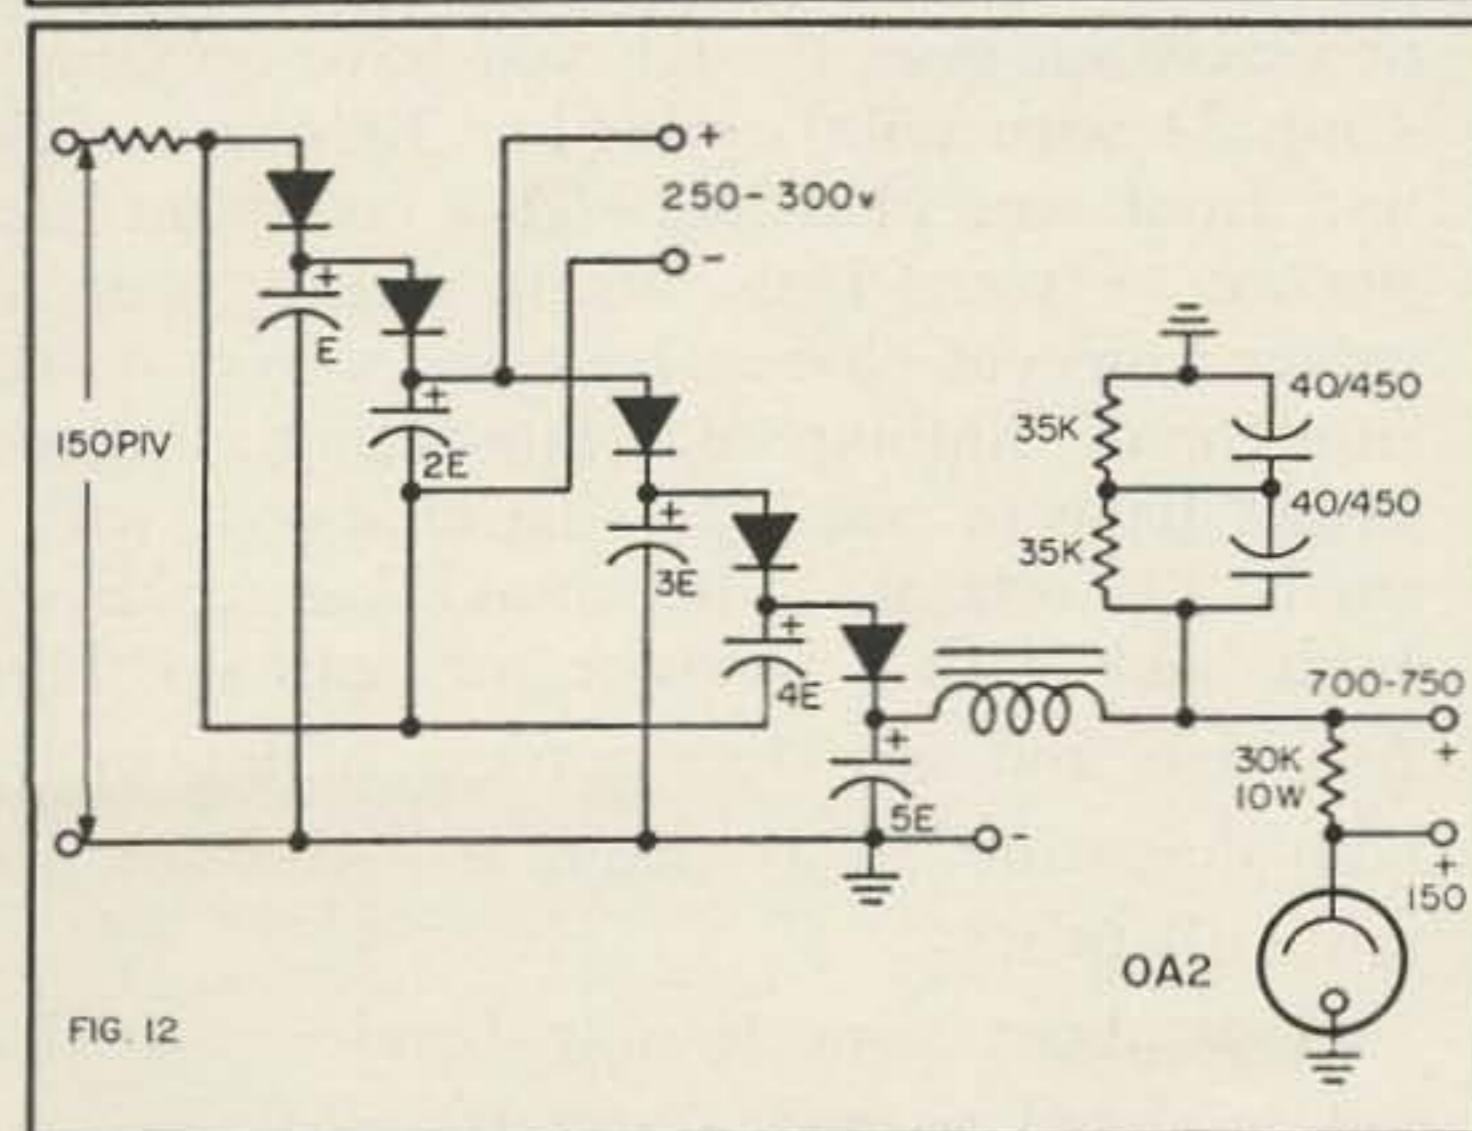 +
250-300v
-
+
E
+
2E
150PIV
+
3E
+
4E
+
5E
-
40/450
35K
40/450
35K
700-750
+
30K
10W
+
150
OA2
FIG. 12